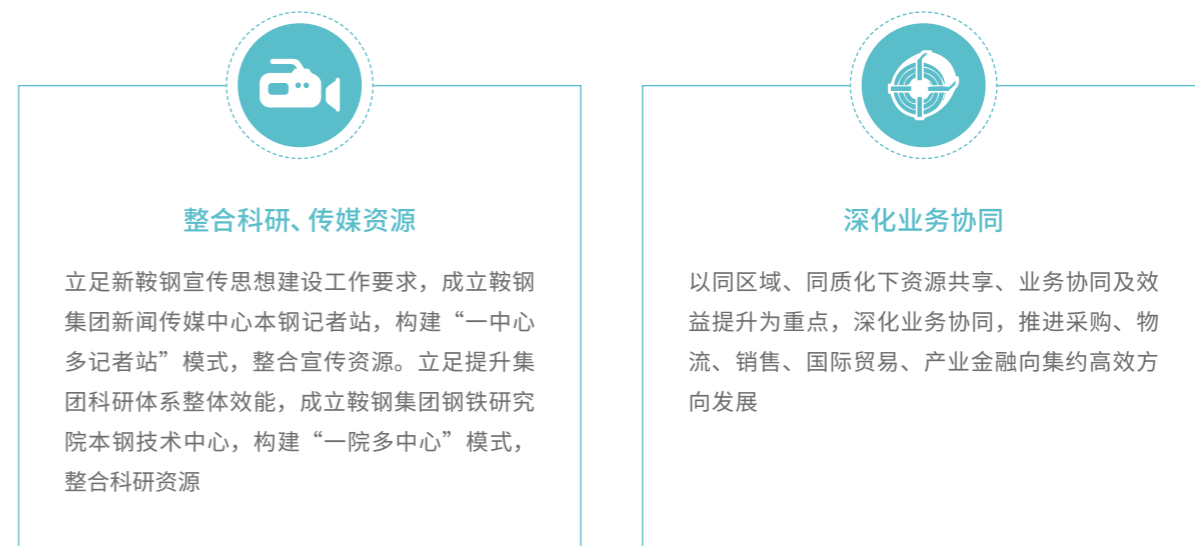 整合科研、传媒资源
立足新鞍钢宣传思想建设工作要求，成立鞍钢
集团新闻传媒中心本钢记者站，构建“一中心
多记者站”模式，整合宣传资源。立足提升集
团科研体系整体效能，成立鞍钢集团钢铁研究
院本钢技术中心，构建“一院多中心”模式，
整合科研资源
深化业务协同
以同区域、同质化下资源共享、业务协同及效
益提升为重点，深化业务协同，推进采购、物
流、销售、国际贸易、产业金融向集约高效方
向发展